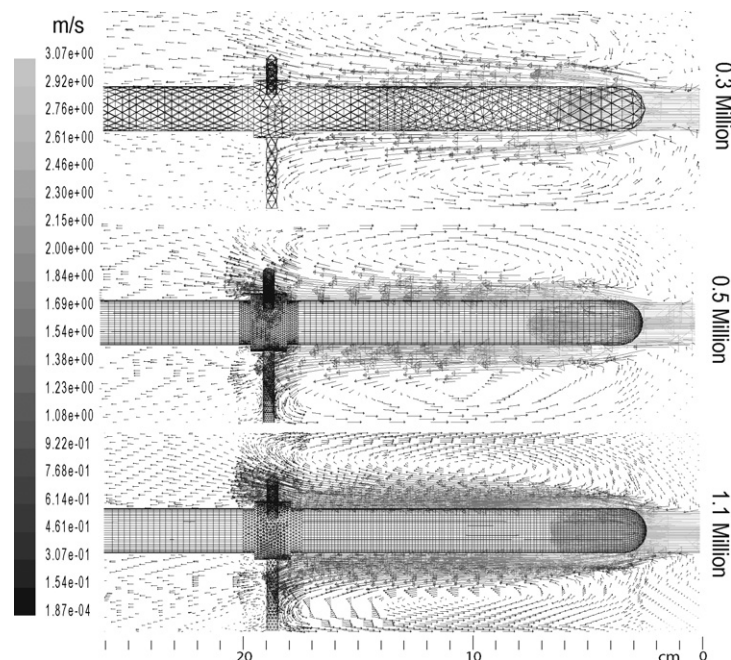 m/s
3.07e+00
2.92e+00
2.76e+00
2.61e+00
2.46e+00
2.30e+00
2.15e+00
2.00e+00
1.84e+00
1.69e+00
1.54e+00
1.38e+00
1.23e+00
1.08e+00
9.22e-01
7.68e-01
6.14e-01
4.61e-01
3.07e-01
1.54e-01
1.87e-04
0.3 Million
0.5 Million
1.1 Million
20
10
cm
0